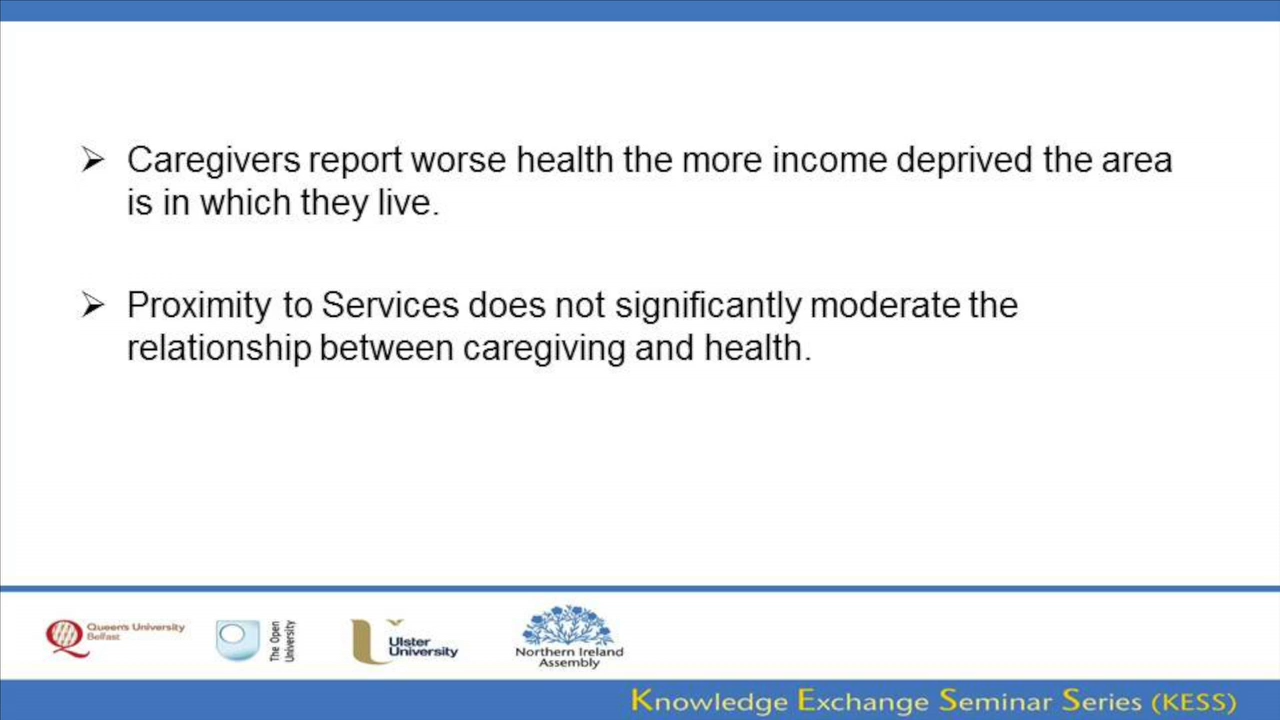 ➢ Caregivers report worse health the more income deprived the area
is in which they live.
➢ Proximity to Services does not significantly moderate the
relationship between caregiving and health.
Queen's University
Belfast
The Open
University
Ulster
University
Northern Ireland
Assembly
Knowledge Exchange Seminar Series (KESS)